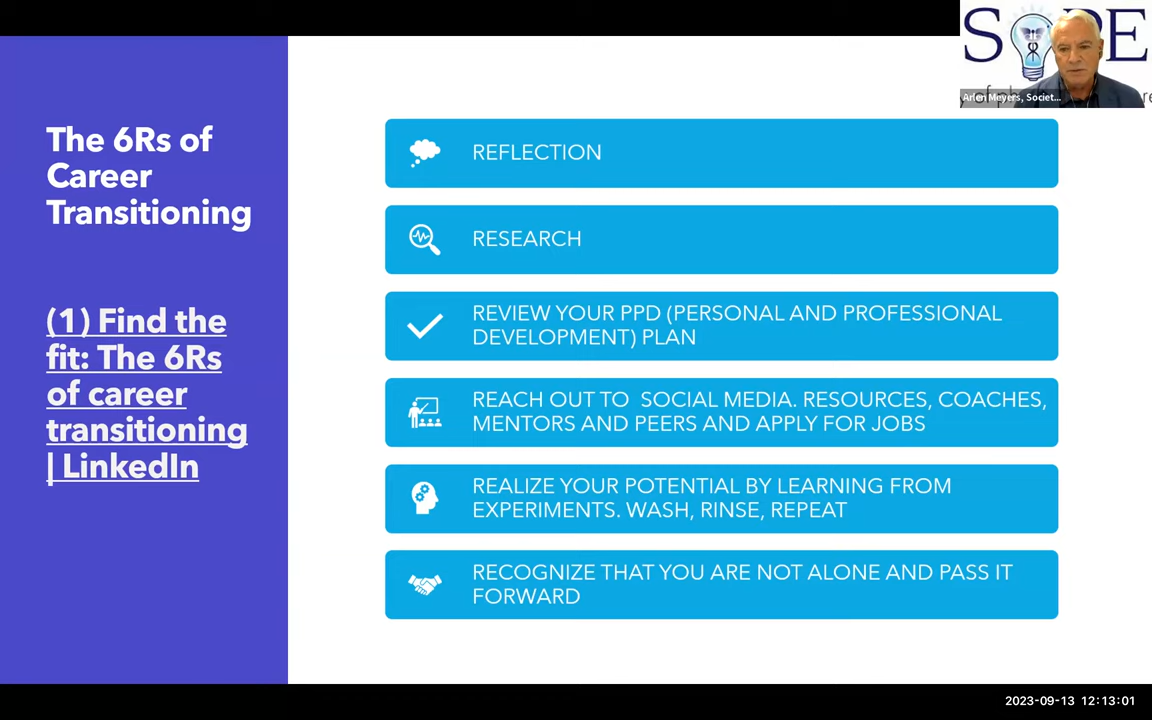 The 6Rs of
Career
Transitioning
(1) Find the
fit: The 6Rs
of career
transitioning
| LinkedIn
REFLECTION
RESEARCH
REVIEW YOUR PPD (PERSONAL AND PROFESSIONAL
DEVELOPMENT) PLAN
REACH OUT TO  SOCIAL MEDIA. RESOURCES, COACHES,
MENTORS AND PEERS AND APPLY FOR JOBS
REALIZE YOUR POTENTIAL BY LEARNING FROM
EXPERIMENTS. WASH, RINSE, REPEAT
RECOGNIZE THAT YOU ARE NOT ALONE AND PASS IT
FORWARD
Arlen Meyers, Societ...
2023-09-13 12:13:01